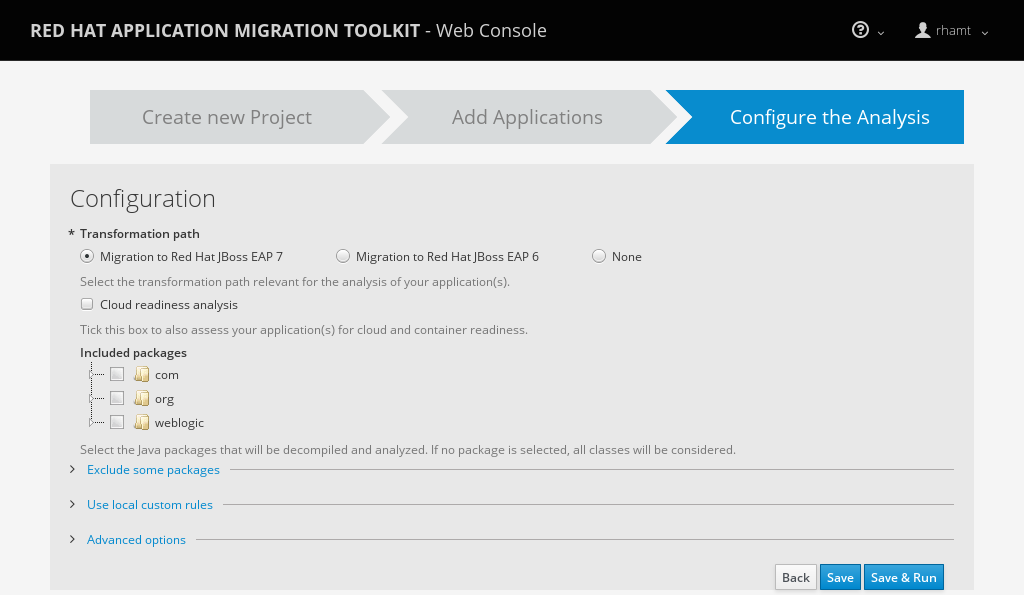 RED HAT APPLICATION MIGRATION TOOLKIT - Web Console
rhamt
Create new Project
Add Applications
Configure the Analysis
Configuration
* Transformation path
Migration to Red Hat JBoss EAP 7
Migration to Red Hat JBoss EAP 6
None
Select the transformation path relevant for the analysis of your application(s).
Cloud readiness analysis
Tick this box to also assess your application(s) for cloud and container readiness.
Included packages
com
org
weblogic
Select the Java packages that will be decompiled and analyzed. If no package is selected, all classes will be considered.
Exclude some packages
Use local custom rules
Advanced options
Back
Save
Save & Run